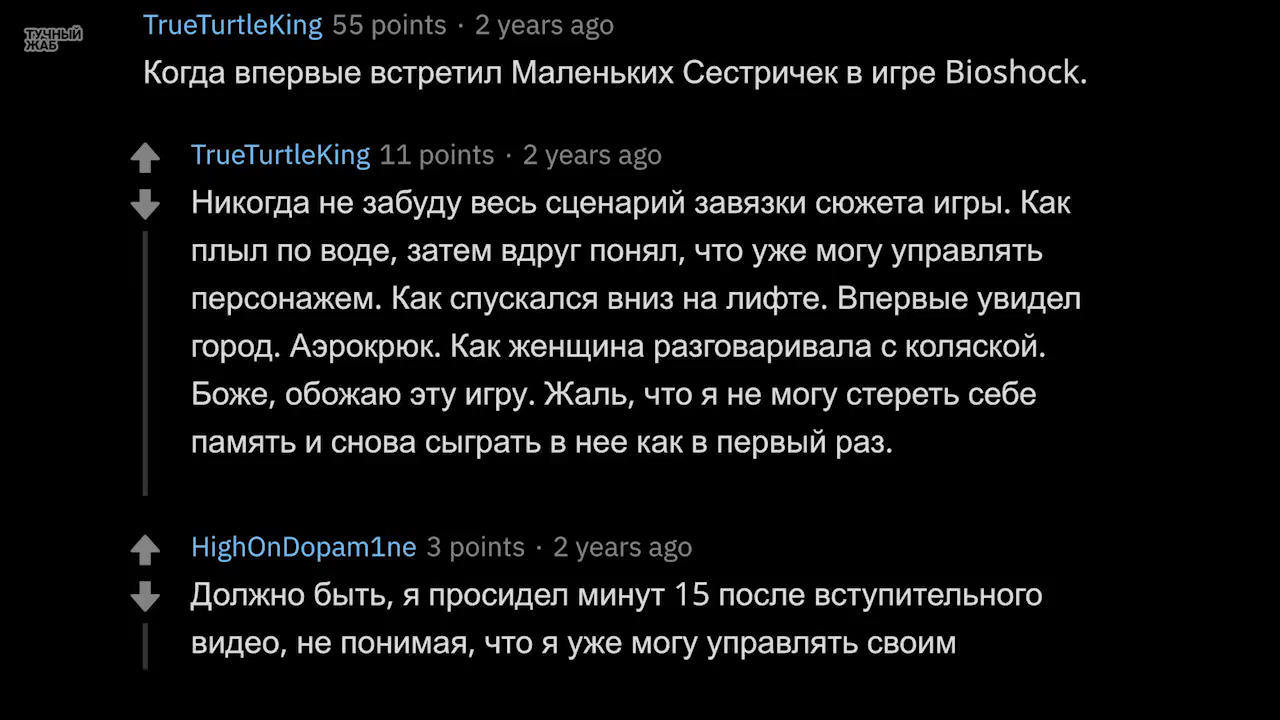 ТУЧНЫЙ
ЖАБ
TrueTurtleKing 55 points · 2 years ago
Когда впервые встретил Маленьких Сестричек в игре Bioshock.
TrueTurtleKing 11 points · 2 years ago
Никогда не забуду весь сценарий завязки сюжета игры. Как
плыл по воде, затем вдруг понял, что уже могу управлять
персонажем. Как спускался вниз на лифте. Впервые увидел
город. Аэрокрюк. Как женщина разговаривала с коляской.
Боже, обожаю эту игру. Жаль, что я не могу стереть себе
память и снова сыграть в нее как в первый раз.
HighOnDopam1ne 3 points · 2 years ago
Должно быть, я просидел минут 15 после вступительного
видео, не понимая, что я уже могу управлять своим